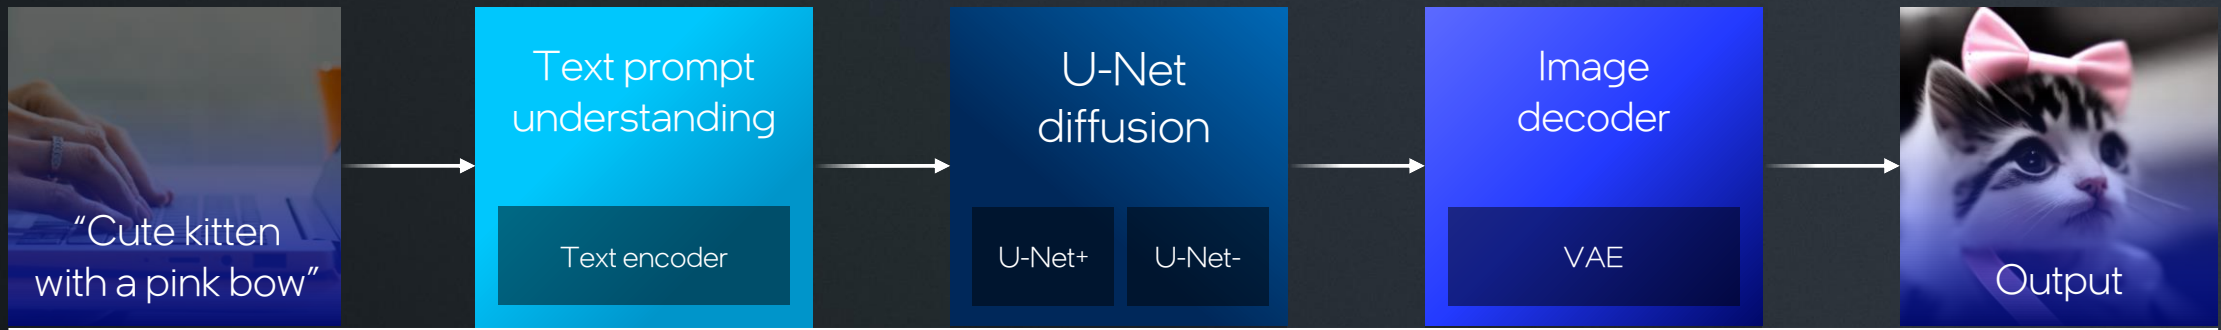 “Cute kitten
with a pink bow”
Text prompt
understanding
Text encoder
U-Net
diffusion
U-Net+
U-Net-
Image
decoder
VAE
Output